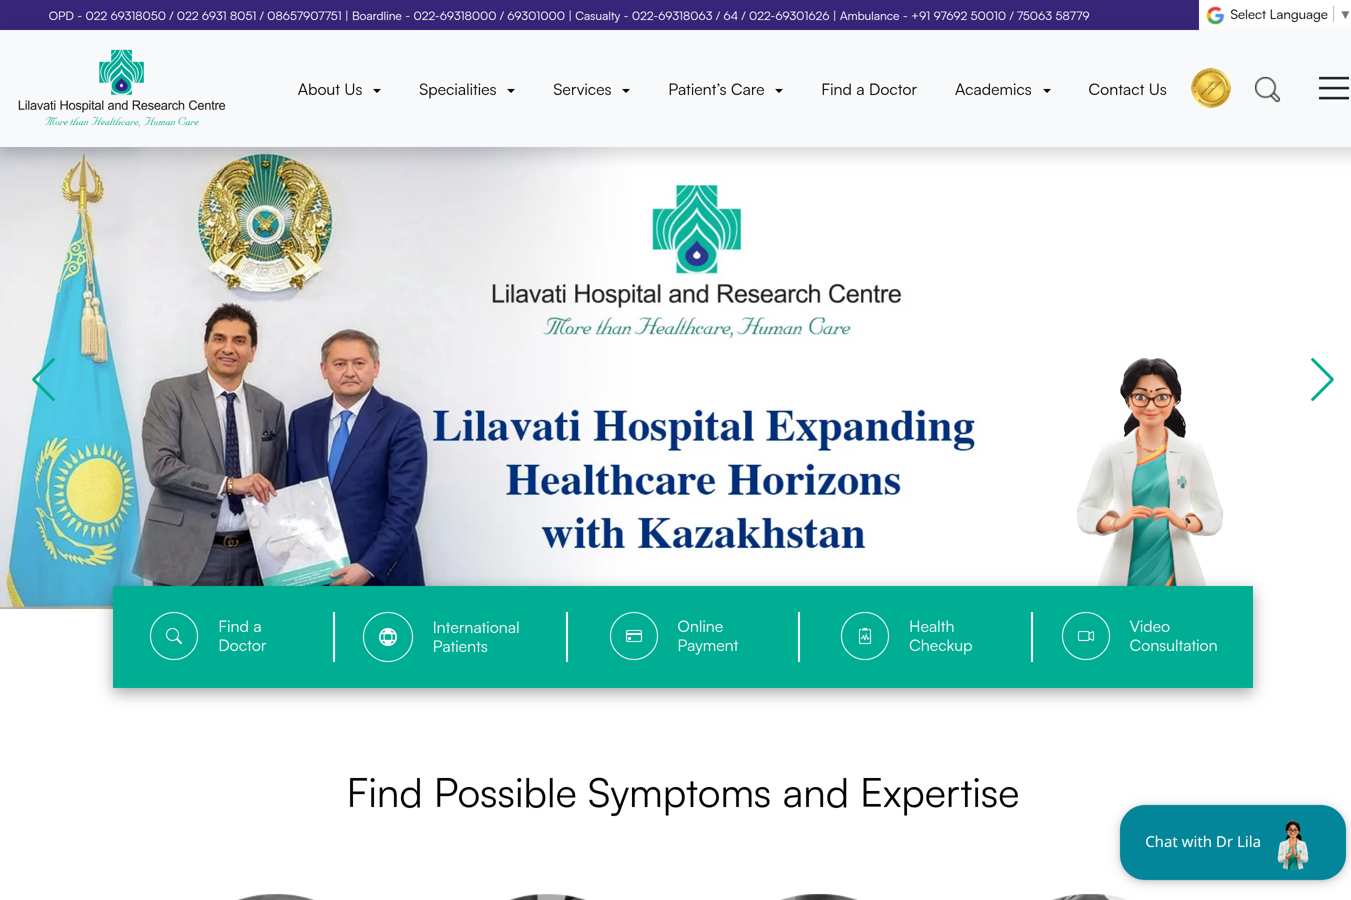 OPD - 022 69318050 / 022 6931 8051 / 08657907751 | Boardline - 022-69318000 / 69301000 | Casualty - 022-69318063 / 64 / 022-69301626 | Ambulance - +91 97692 50010 / 75063 58779
Select Language ▼
Lilavati Hospital and Research Centre
More than Healthcare, Human Care
About Us
Specialities
Services
Patient's Care
Find a Doctor
Academics
Contact Us
Lilavati Hospital and Research Centre
More than Healthcare, Human Care
Lilavati Hospital Expanding
Healthcare Horizons
with Kazakhstan
Find a
Doctor
International
Patients
Online
Payment
Health
Checkup
Video
Consultation
Find Possible Symptoms and Expertise
Chat with Dr Lila